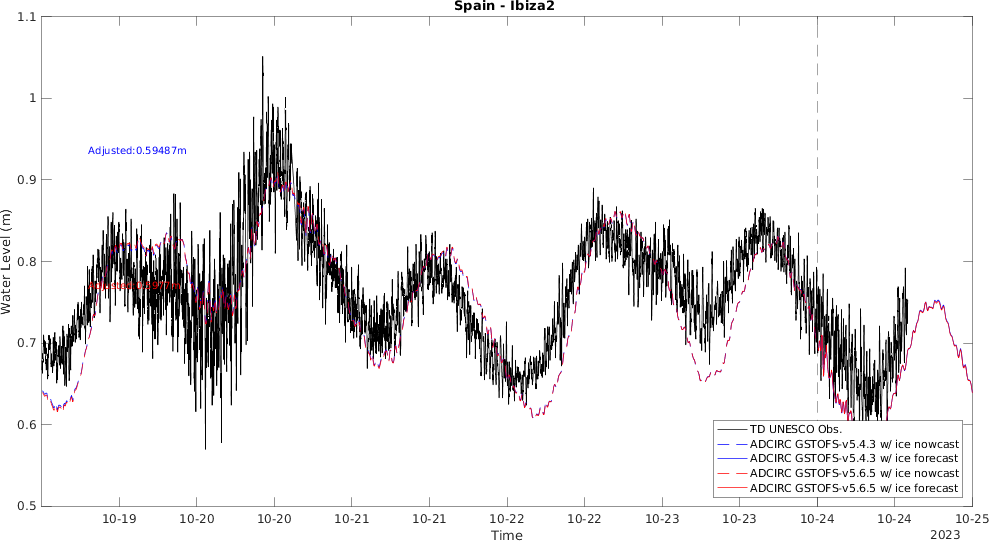 Spain - Ibiza2
1.1
1
0.9
0.8
0.7
0.6
0.5
Water Level (m)
Adjusted:0.59487m
TD UNESCO Obs.
ADCIRC GSTOFS-v5.4.3 w/ ice nowcast
ADCIRC GSTOFS-v5.4.3 w/ ice forecast
ADCIRC GSTOFS-v5.6.5 w/ ice nowcast
ADCIRC GSTOFS-v5.6.5 w/ ice forecast
10-19 10-20 10-20 10-21 10-21 10-22 10-22 10-23 10-23 10-24 10-24 10-25
Time
2023